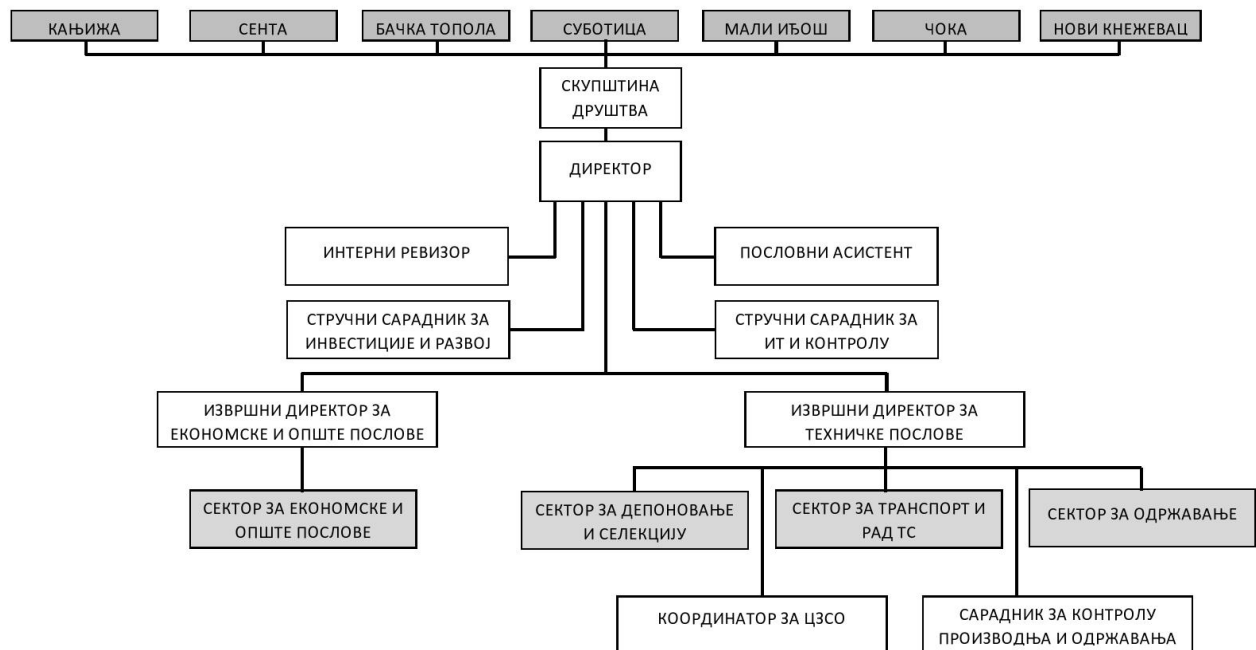 КАЊИЖА
СЕНТА
БАЧКА ТОПОЛА
СУБОТИЦА
МАЛИ ИЂОШ
ЧОКА
НОВИ КНЕЖЕВАЦ
СКУПШТИНА
ДРУШТВА
ДИРЕКТОР
ИНТЕРНИ РЕВИЗОР
ПОСЛОВНИ АСИСТЕНТ
СТРУЧНИ САРАДНИК ЗА
ИНВЕСТИЦИЈЕ И РАЗВОЈ
СТРУЧНИ САРАДНИК ЗА
ИТ И КОНТРОЛУ
ИЗВРШНИ ДИРЕКТОР ЗА
ЕКОНОМСКЕ И ОПШТЕ ПОСЛОВЕ
ИЗВРШНИ ДИРЕКТОР ЗА
ТЕХНИЧКЕ ПОСЛОВЕ
СЕКТОР ЗА ЕКОНОМСКЕ И
ОПШТЕ ПОСЛОВЕ
СЕКТОР ЗА ДЕПОНОВАЊЕ
И СЕЛЕКЦИЈУ
СЕКТОР ЗА ТРАНСПОРТ И
РАД ТС
СЕКТОР ЗА ОДРЖАВАЊЕ
КООРДИНАТОР ЗА ЦЗСО
САРАДНИК ЗА КОНТРОЛУ
ПРОИЗВОДЊА И ОДРЖАВАЊА